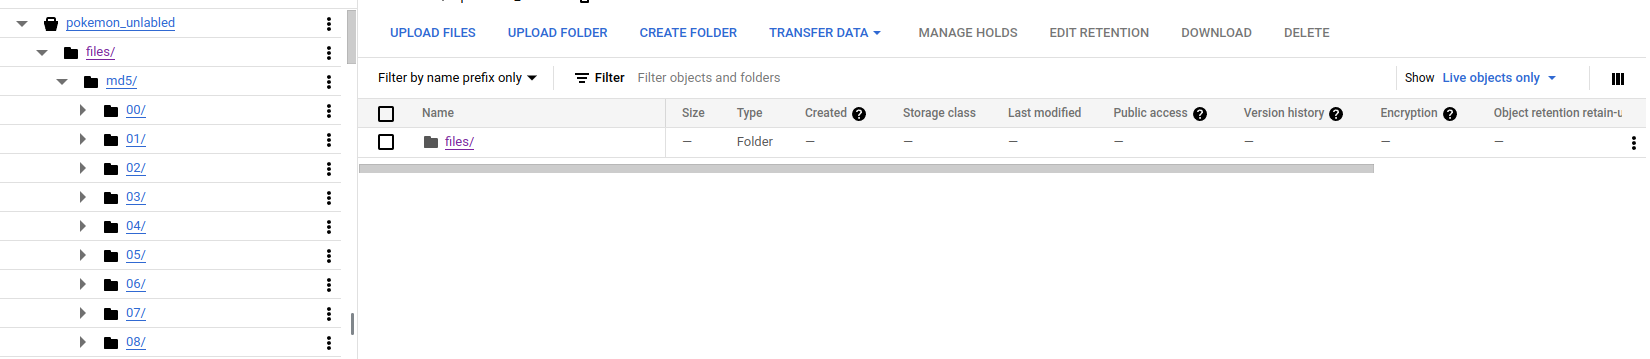 pokemon_unlabled
files/
md5/
00/
01/
02/
03/
04/
05/
06/
07/
08/
UPLOAD FILES UPLOAD FOLDER CREATE FOLDER TRANSFER DATA MANAGE HOLDS EDIT RETENTION DOWNLOAD DELETE
Filter by name prefix only Filter Filter objects and folders Show Live objects only
Name Size Type Created Storage class Last modified Public access Version history Encryption Object retention retain-u
files/ — Folder — — — — — — —